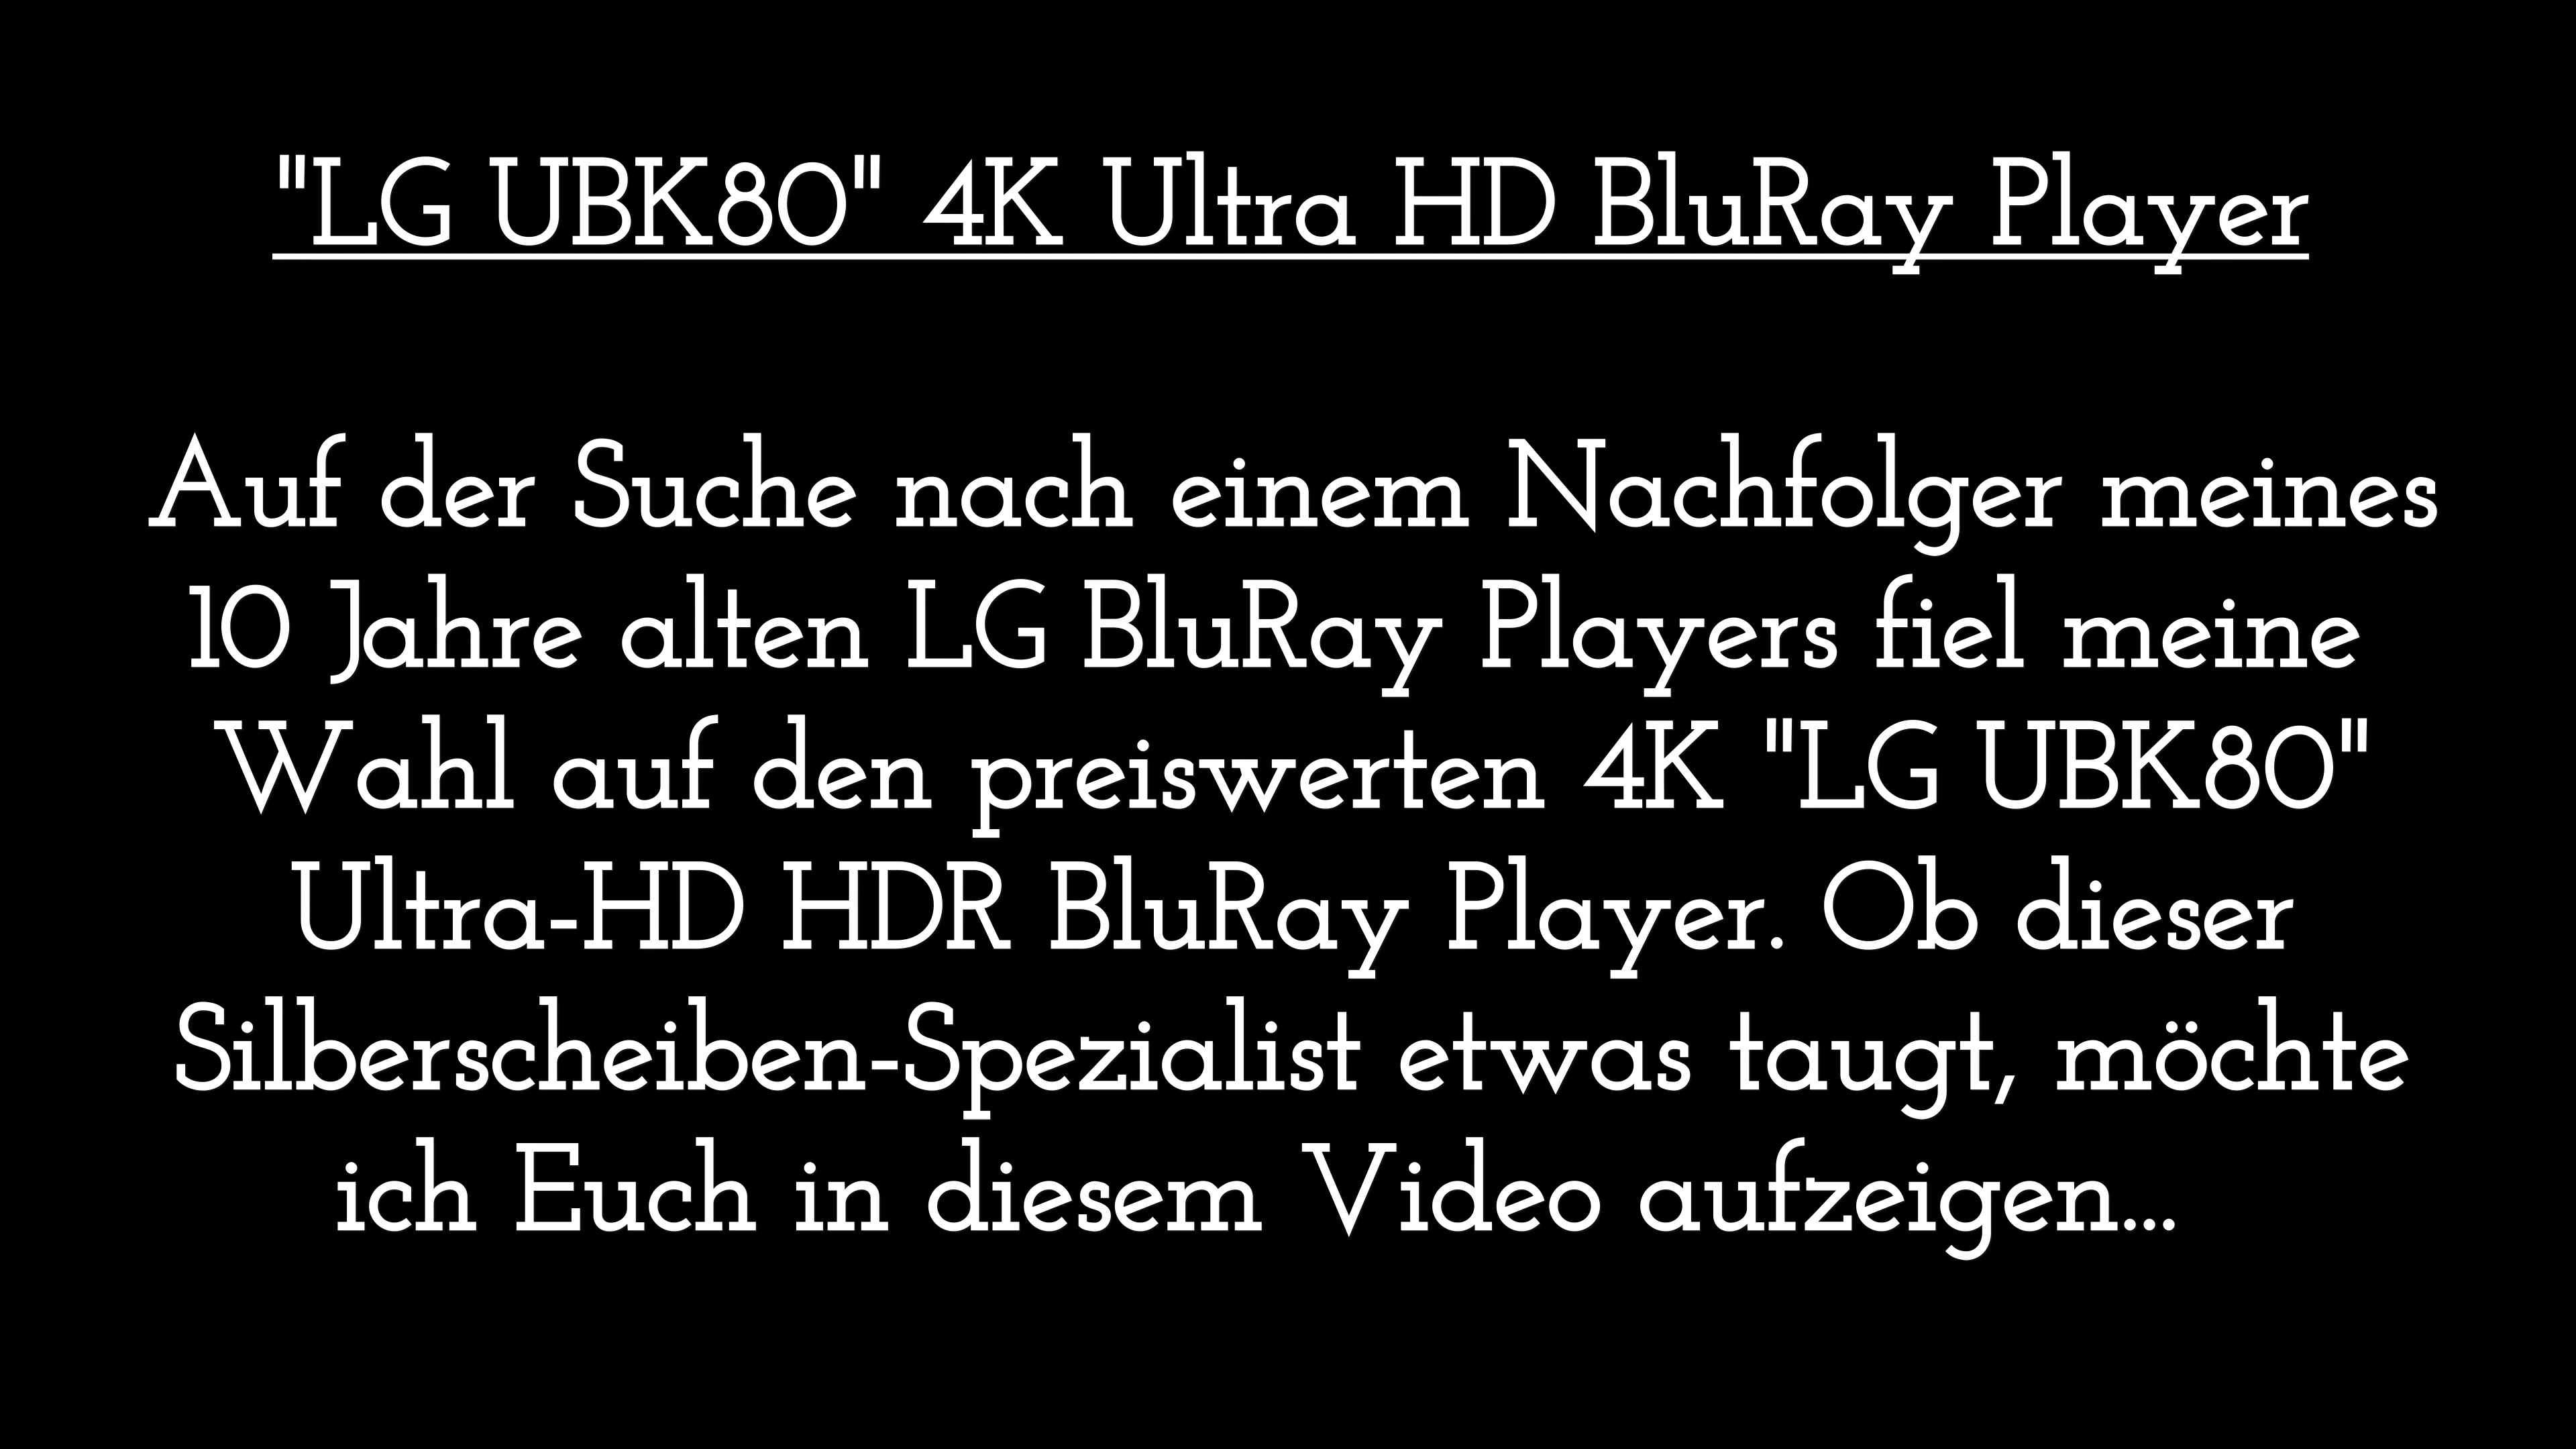 "LG UBK80" 4K Ultra HD BluRay Player
Auf der Suche nach einem Nachfolger meines
10 Jahre alten LG BluRay Players fiel meine
Wahl auf den preiswerten 4K "LG UBK80"
Ultra-HD HDR BluRay Player. Ob dieser
Silberscheiben-Spezialist etwas taugt, möchte
ich Euch in diesem Video aufzeigen...